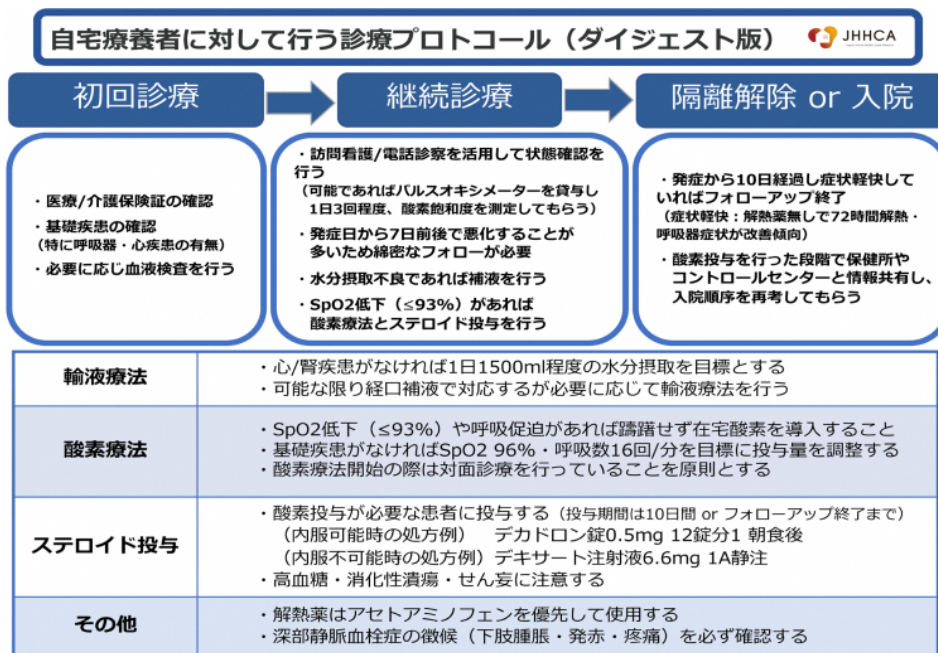 自宅療養者に対して行う診療プロトコール（ダイジェスト版）
JHHCA
初回診療
継続診療
隔離解除 or 入院
・医療/介護保険証の確認
・基礎疾患の確認
（特に呼吸器・心疾患の有無）
・必要に応じ血液検査を行う
・訪問看護/電話診察を活用して状態確認を
行う
（可能であればパルスオキシメーターを貸与し
1日3回程度、酸素飽和度を測定してもらう）
・発症日から7日前後で悪化することが
多いため綿密なフォローが必要
・水分摂取不良であれば補液を行う
・SpO2低下（≤93%）があれば
酸素療法とステロイド投与を行う
・発症から10日経過し症状軽快して
いればフォローアップ終了
（症状軽快：解熱薬無しで72時間解熱・
呼吸器症状が改善傾向）
・酸素投与を行った段階で保健所や
コントロールセンターと情報共有し、
入院順序を再考してもらう
輸液療法
・心/腎疾患がなければ1日1500ml程度の水分摂取を目標とする
・可能な限り経口補液で対応するが必要に応じて輸液療法を行う
酸素療法
・SpO2低下（≤93%）や呼吸促迫があれば躊躇せず在宅酸素を導入すること
・基礎疾患がなければSpO2 96%・呼吸数16回/分を目標に投与量を調整する
・酸素療法開始の際は対面診療を行っていることを原則とする
ステロイド投与
・酸素投与が必要な患者に投与する（投与期間は10日間 or フォローアップ終了まで）
（内服可能時の処方例）　デカドロン錠0.5mg 12錠分1 朝食後
（内服不可能時の処方例）デキサート注射液6.6mg 1A静注
・高血糖・消化性潰瘍・せん妄に注意する
その他
・解熱薬はアセトアミノフェンを優先して使用する
・深部静脈血栓症の徴候（下肢腫脹・発赤・疼痛）を必ず確認する